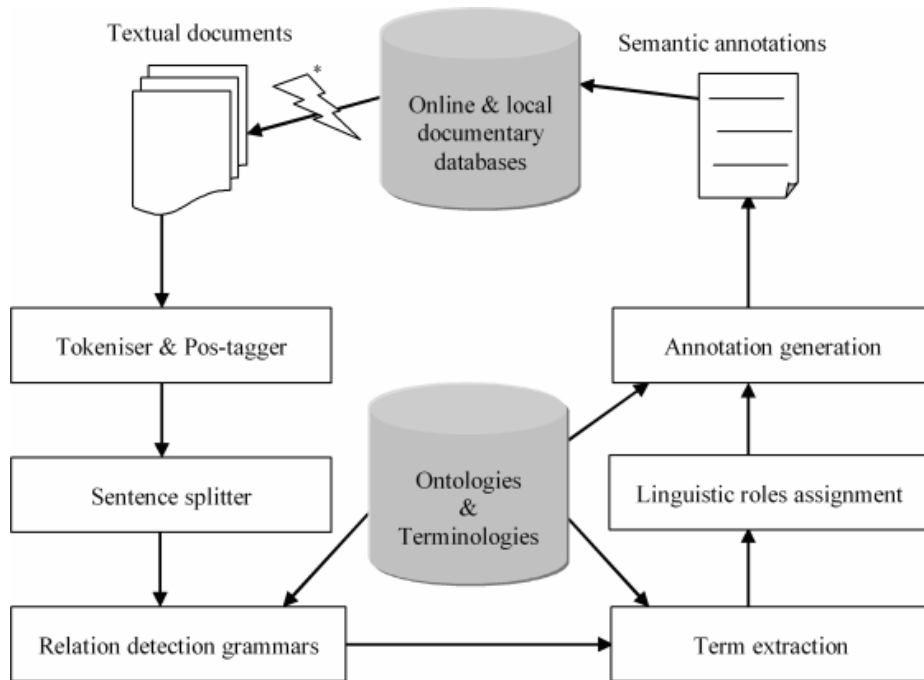 Textual documents
*
Online & local
documentary
databases
Semantic annotations
Tokeniser & Pos-tagger
Annotation generation
Sentence splitter
Ontologies
&
Terminologies
Linguistic roles assignment
Relation detection grammars
Term extraction